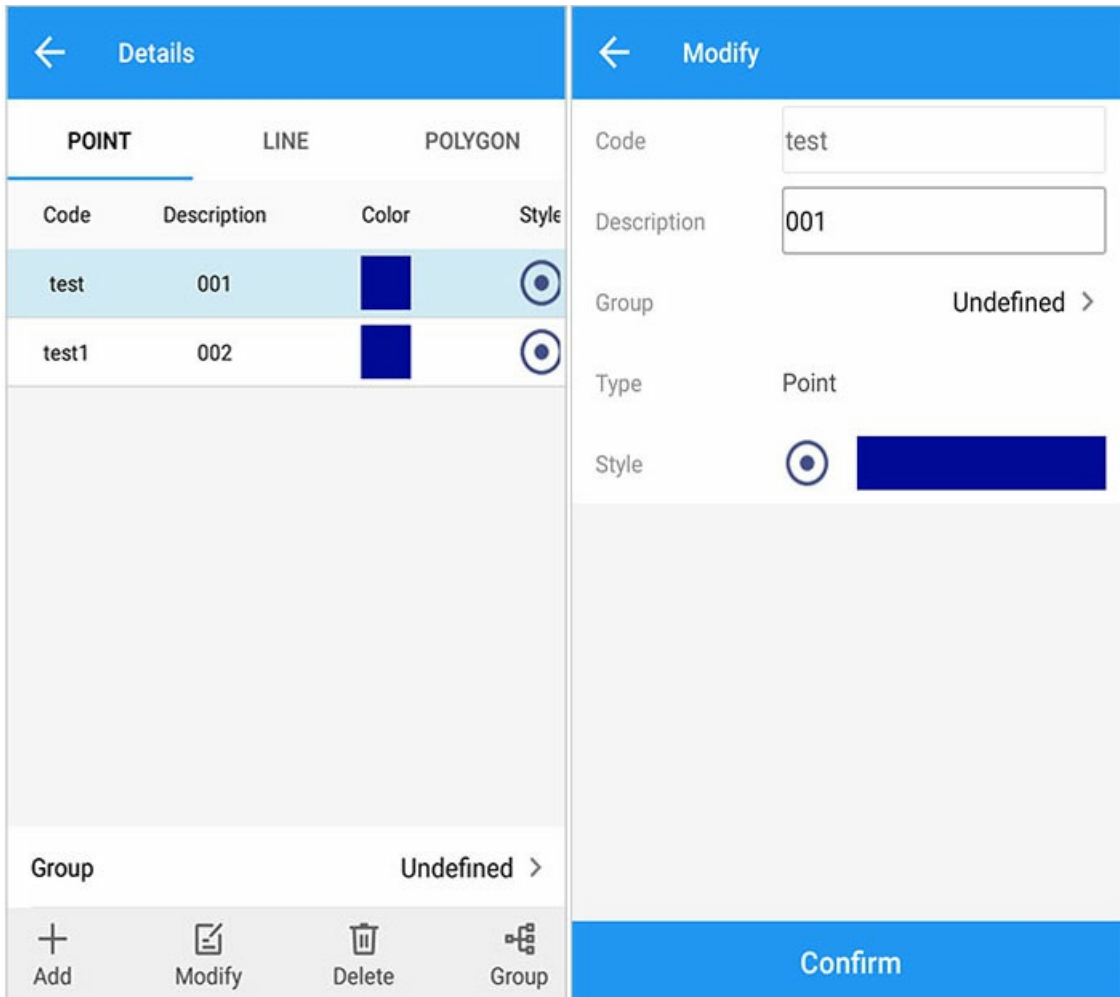 Details
POINT LINE POLYGON
Code Description Color Style
test 001
test1 002
Group Undefined
Add Modify Delete Group
Modify
Code test
Description 001
Group Undefined
Type Point
Style
Confirm